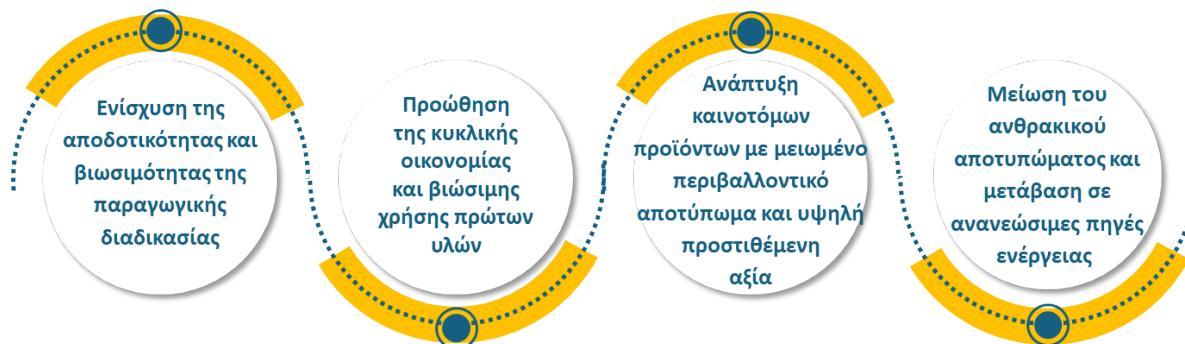 Ενίσχυση της
αποδοτικότητας και
βιωσιμότητας της
παραγωγικής
διαδικασίας
Προώθηση
της κυκλικής
οικονομίας
και βιώσιμης
χρήσης πρώτων
υλών
Ανάπτυξη
καινοτόμων
προϊόντων με μειωμένο
περιβαλλοντικό
αποτύπωμα και υψηλή
προστιθέμενη
αξία
Μείωση του
ανθρακικού
αποτυπώματος και
μετάβαση σε
ανανεώσιμες πηγές
ενέργειας